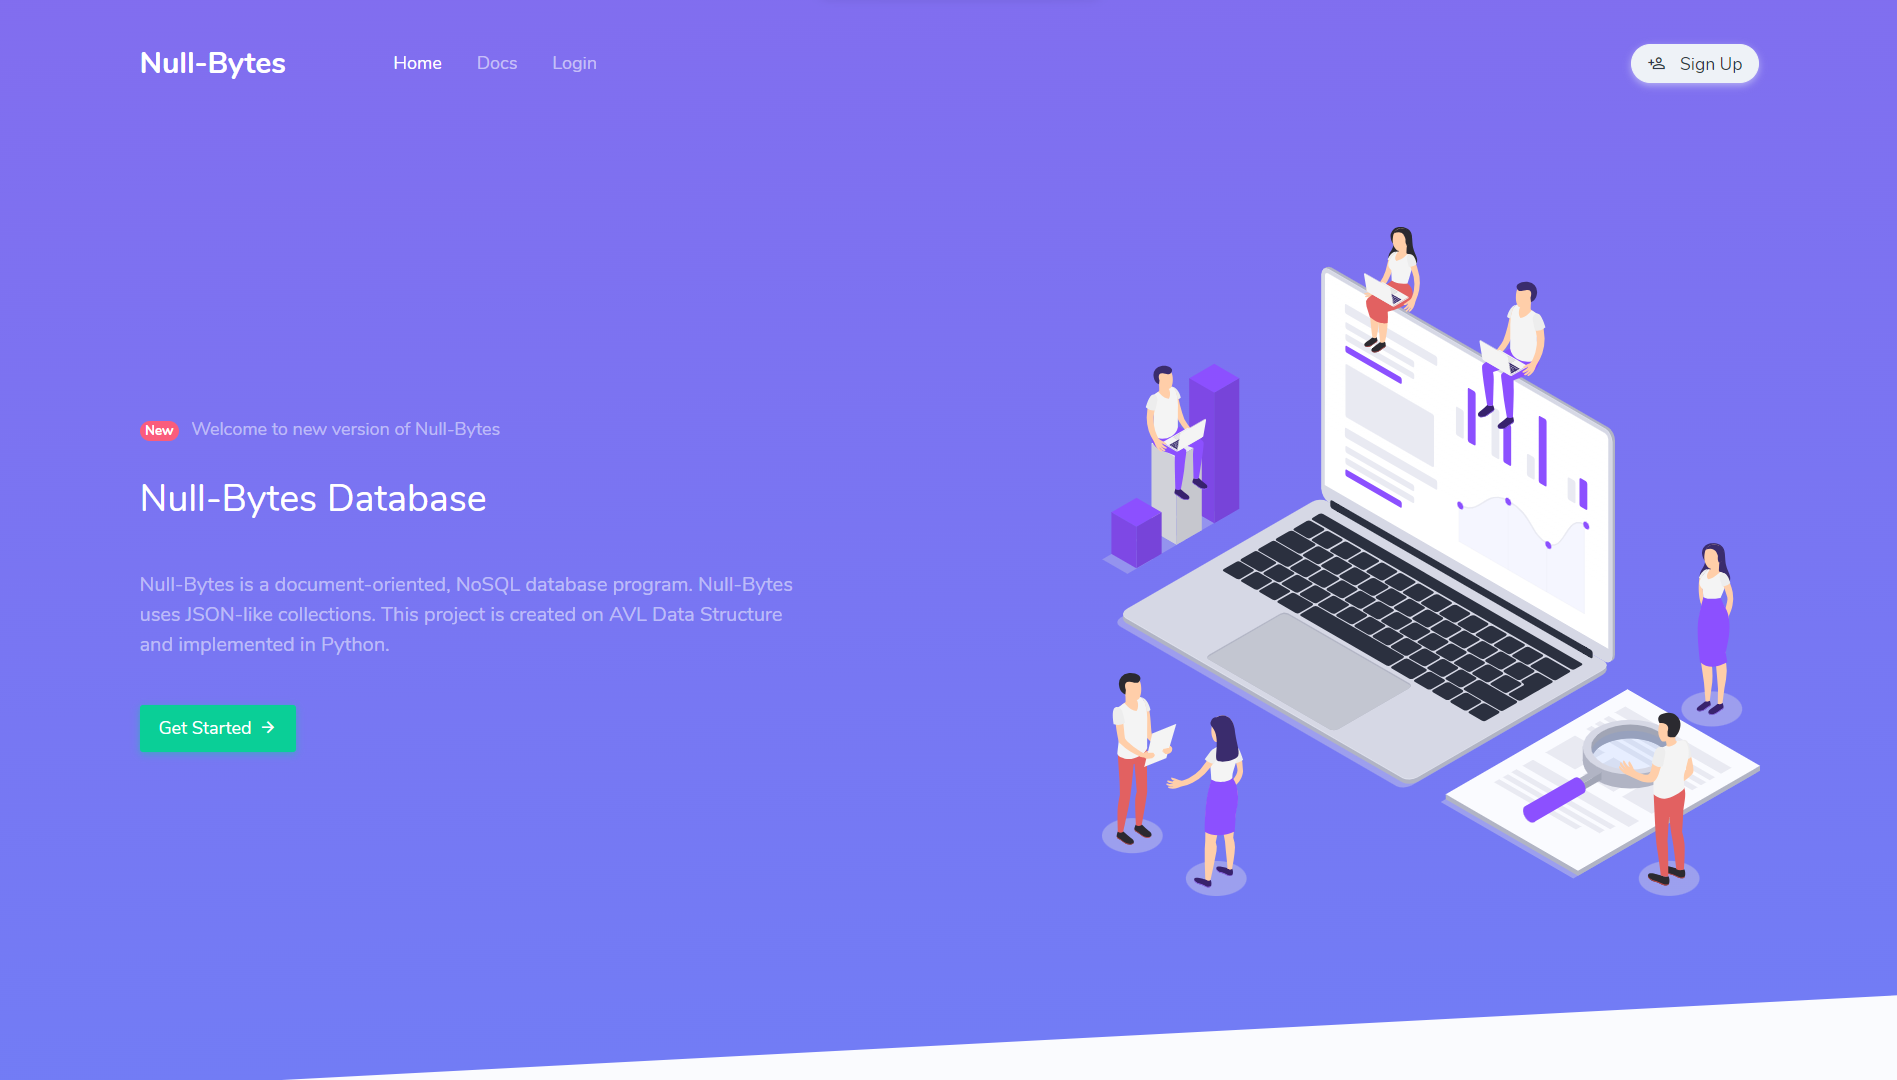 Null-Bytes
Home Docs Login
Sign Up
New Welcome to new version of Null-Bytes
Null-Bytes Database
Null-Bytes is a document-oriented, NoSQL database program. Null-Bytes
uses JSON-like collections. This project is created on AVL Data Structure
and implemented in Python.
Get Started